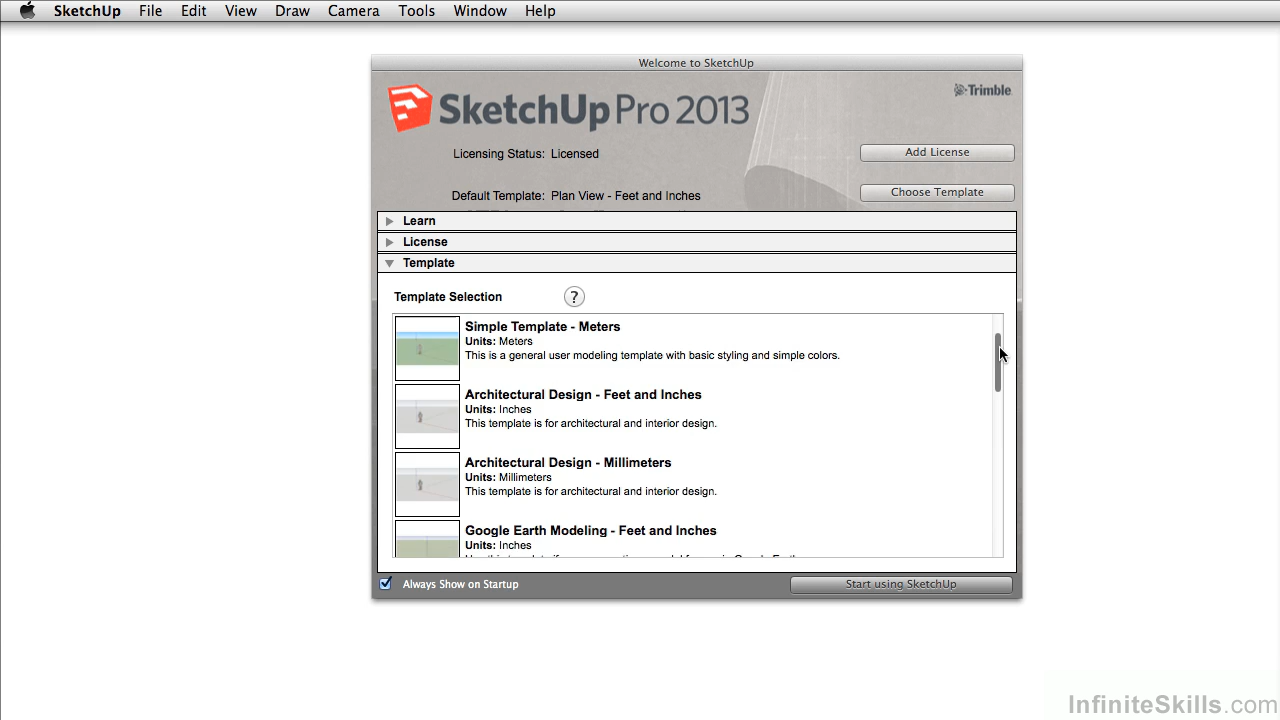 SketchUp File Edit View Draw Camera Tools Window Help
Welcome to SketchUp
SketchUp Pro 2013
Trimble
Licensing Status: Licensed
Add License
Default Template: Plan View - Feet and Inches
Choose Template
Learn
License
Template
Template Selection
?
Simple Template - Meters
Units: Meters
This is a general user modeling template with basic styling and simple colors.
Architectural Design - Feet and Inches
Units: Inches
This template is for architectural and interior design.
Architectural Design - Millimeters
Units: Millimeters
This template is for architectural and interior design.
Google Earth Modeling - Feet and Inches
Units: Inches
Always Show on Startup
Start using SketchUp
InfiniteSkills.com